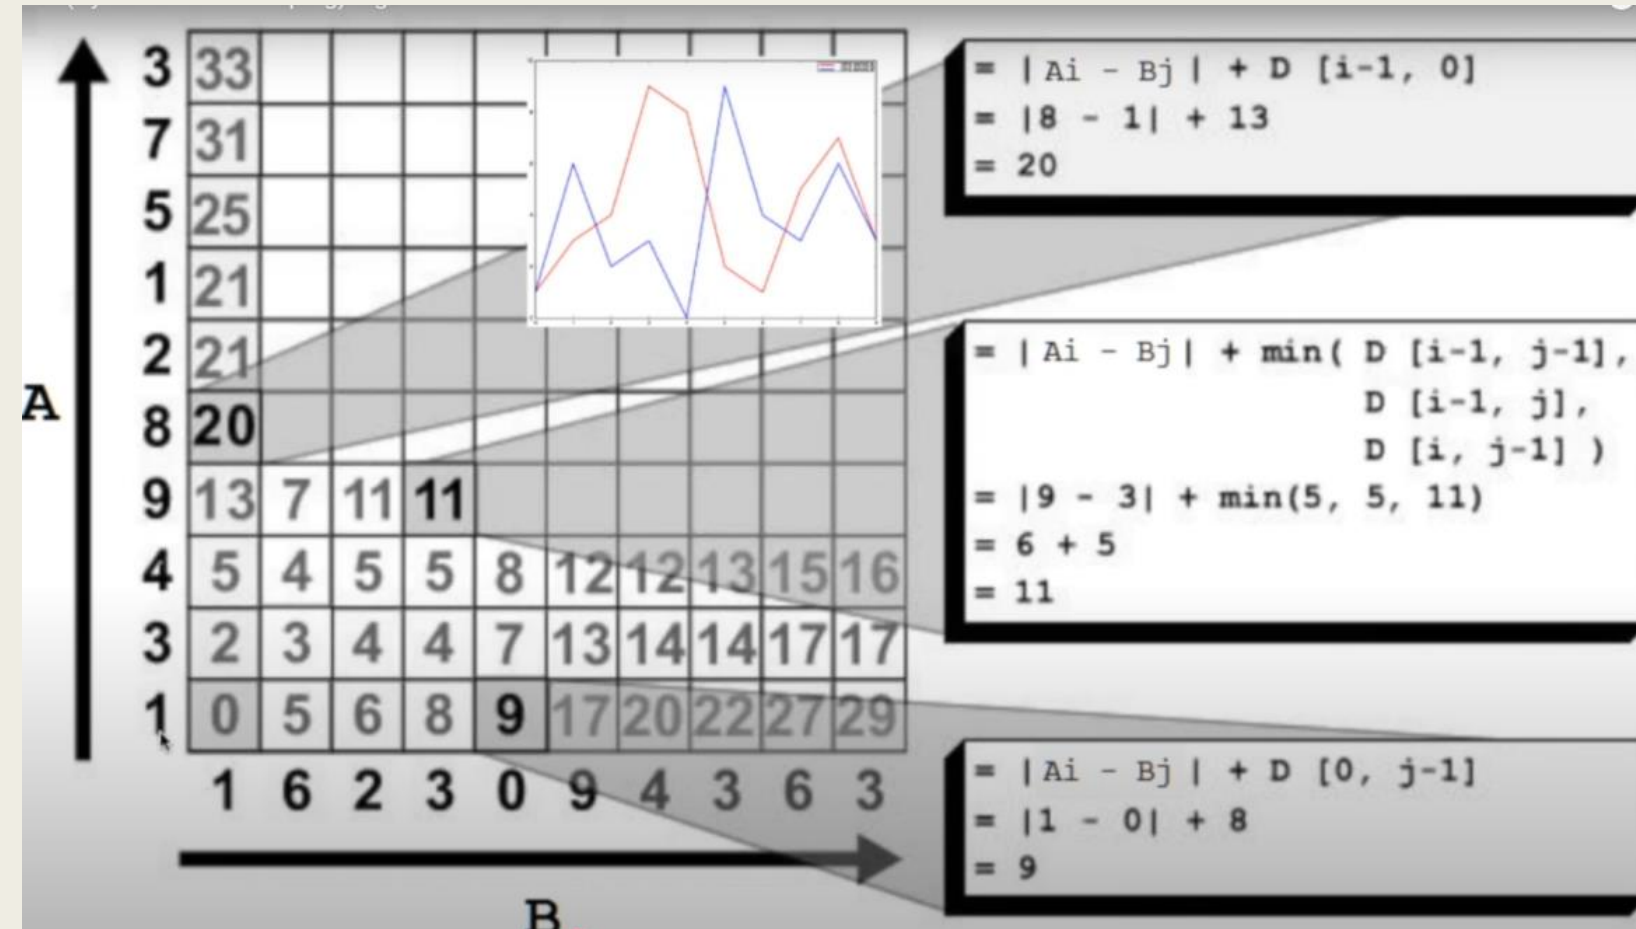 3 33
7 31
5 25
1 21
2 21
A
8 20
9 13 7 11 11
4 5 4 5 5 8 12 12 13 15 16
3 2 3 4 4 7 13 14 14 17 17
1 0 5 6 8 9 17 20 22 27 29
1 6 2 3 0 9 4 3 6 3
B
= | Ai - Bj | + D [i-1, 0]
= |8 - 1| + 13
= 20
= | Ai - Bj | + min( D [i-1, j-1],
D [i-1, j],
D [i, j-1] )
= |9 - 3| + min(5, 5, 11)
= 6 + 5
= 11
= | Ai - Bj | + D [0, j-1]
= |1 - 0| + 8
= 9